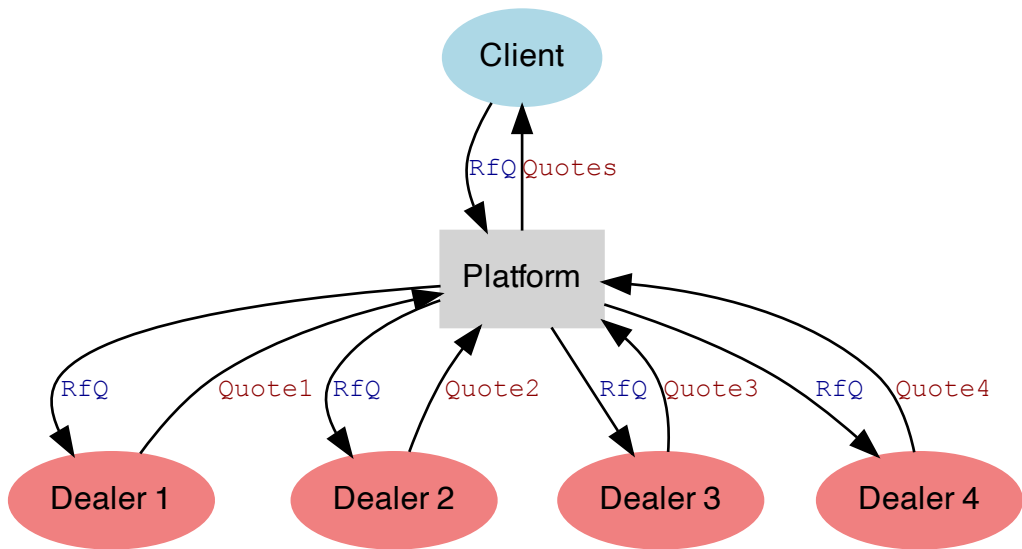 Client
RfQ Quotes
Platform
RfQ Quote1 RfQ Quote2 RfQ Quote3 RfQ Quote4
Dealer 1 Dealer 2 Dealer 3 Dealer 4